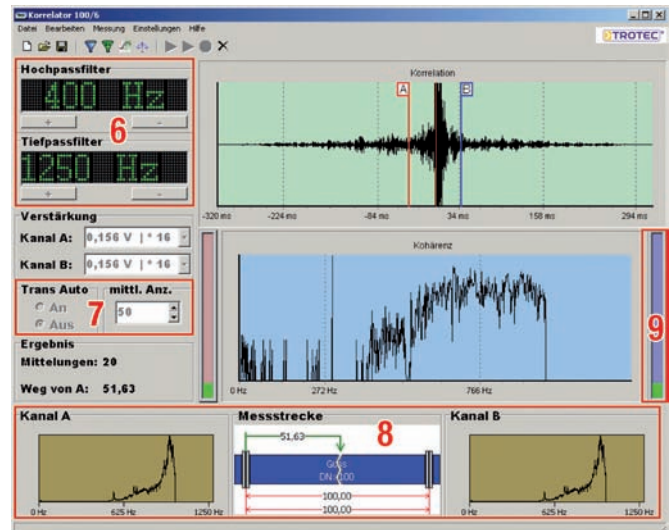 Korrelator 100/6
Datei Bearbeiten Messung Einstellungen Hilfe
TROTEC
Hochpassfilter
400 Hz
+ -
6
Tiefpassfilter
1250 Hz
+ -
Korrelation
A B
-320 ms -224 ms -84 ms 34 ms 158 ms 294 ms
Verstärkung
Kanal A: 0,156 V | * 16
Kanal B: 0,156 V | * 16
Trans Auto
An
Aus
7
mittl. Anz.
50
Ergebnis
Mittelungen: 20
Weg von A: 51,63
Kohärenz
0 Hz 272 Hz 766 Hz
9
Kanal A
0 Hz 625 Hz 1250 Hz
Messstrecke
8
51,63
Guss
DN: 100
100,00
100,00
Kanal B
0 Hz 625 Hz 1250 Hz